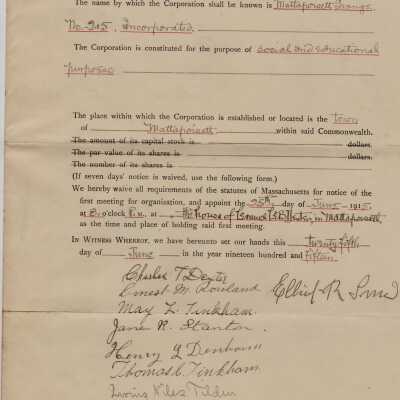 The name by which the Corporation shall be known is Mattapoisett Grange
No. 215, Incorporated.
The Corporation is constituted for the purpose of social and educational
purposes
The place within which the Corporation is established or located is the town
of Mattapoisett within said Commonwealth.
The amount of its capital stock is dollars.
The par value of its shares is dollars.
The number of its shares is
(If seven days' notice is waived, use the following form.)
We hereby waive all requirements of the statutes of Massachusetts for notice of the
first meeting for organization, and appoint the 25th, day of June 1915,
at 8. o'clock P.M. at the house of in Mattapoisett
as the time and place of holding said first meeting.
In Witness Whereof, we have hereunto set our hands this twenty fifth
day of June in the year nineteen hundred and fifteen.
Charles T. Dexter
Ernest M. Rowland
May L. Tinkham.
Jane R. Stanton.
Henry L Denham
Thomas C. Tinkham.
Niles Tilden
R